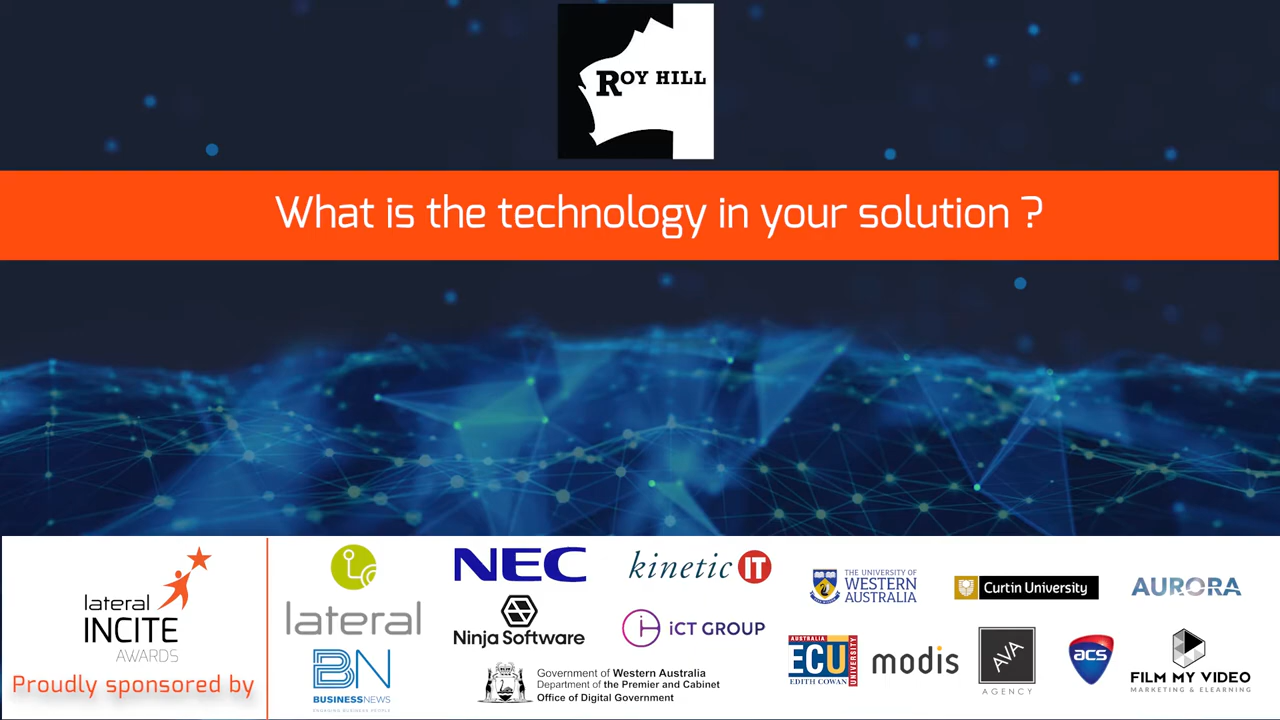 ROY HILL
What is the technology in your solution ?
lateral
INCITE
AWARDS
Proudly sponsored by
lateral
BN
BUSINESSNEWS
NEC
Ninja Software
kinetic IT
iCT GROUP
Government of Western Australia
Department of the Premier and Cabinet
Office of Digital Government
THE UNIVERSITY OF
WESTERN
AUSTRALIA
Curtin University
AURORA
AUSTRALIA
ECU
EDITH COWAN
UNIVERSITY
modis
AVA
AGENCY
acs
FILM MY VIDEO
MARKETING & ELEARNING